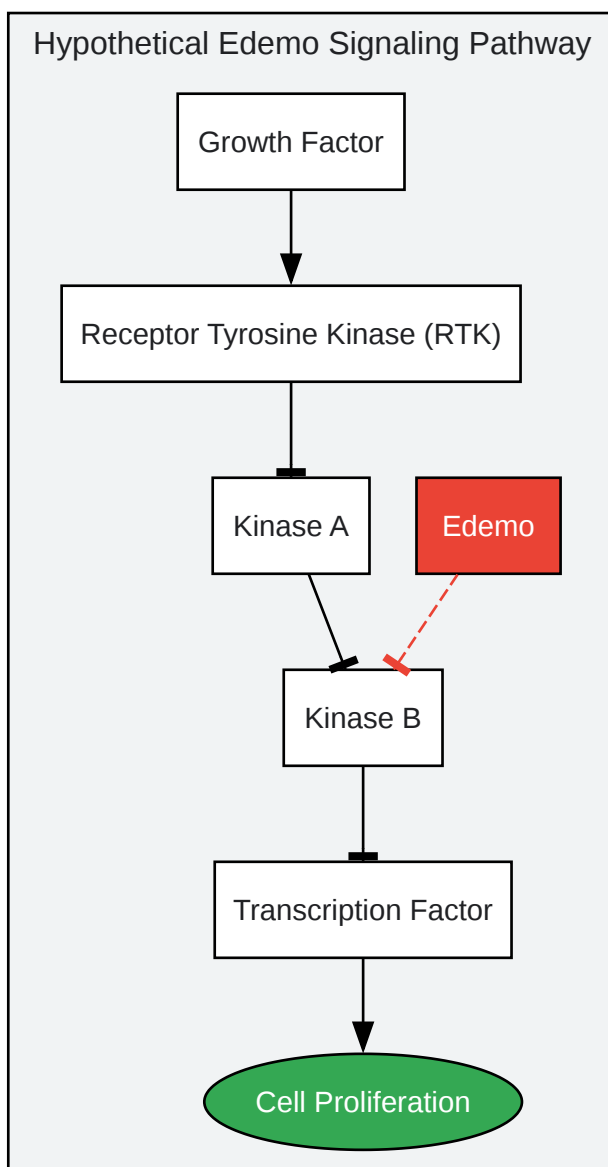 Hypothetical Edemo Signaling Pathway
Growth Factor
Receptor Tyrosine Kinase (RTK)
Kinase A
Edemo
Kinase B
Transcription Factor
Cell Proliferation